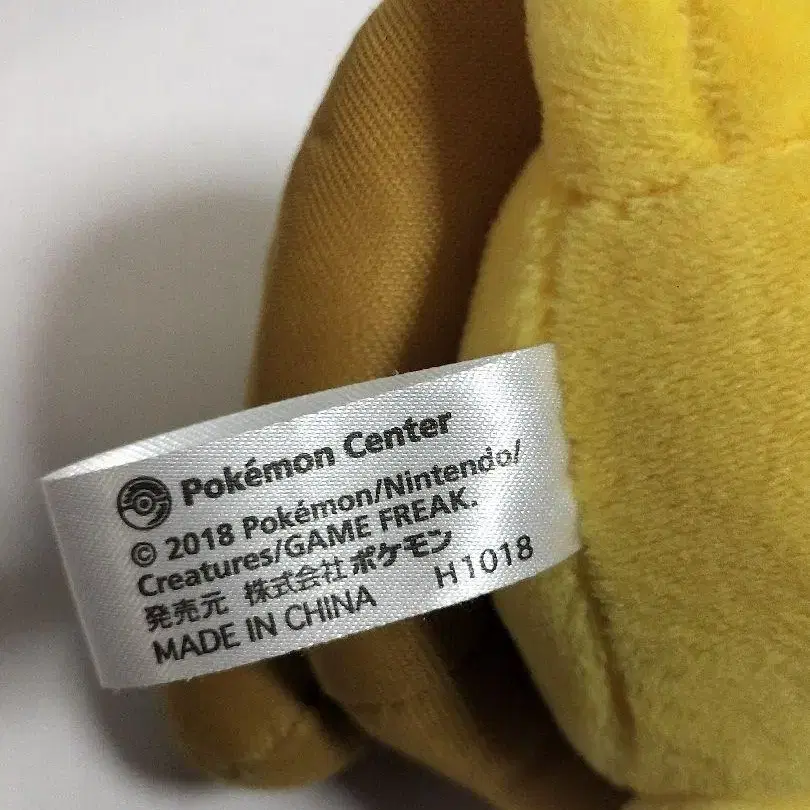 Pokémon Center
© 2018 Pokémon/Nintendo/
Creatures/GAME FREAK.
発売元 株式会社ポケモン
MADE IN CHINA H1018